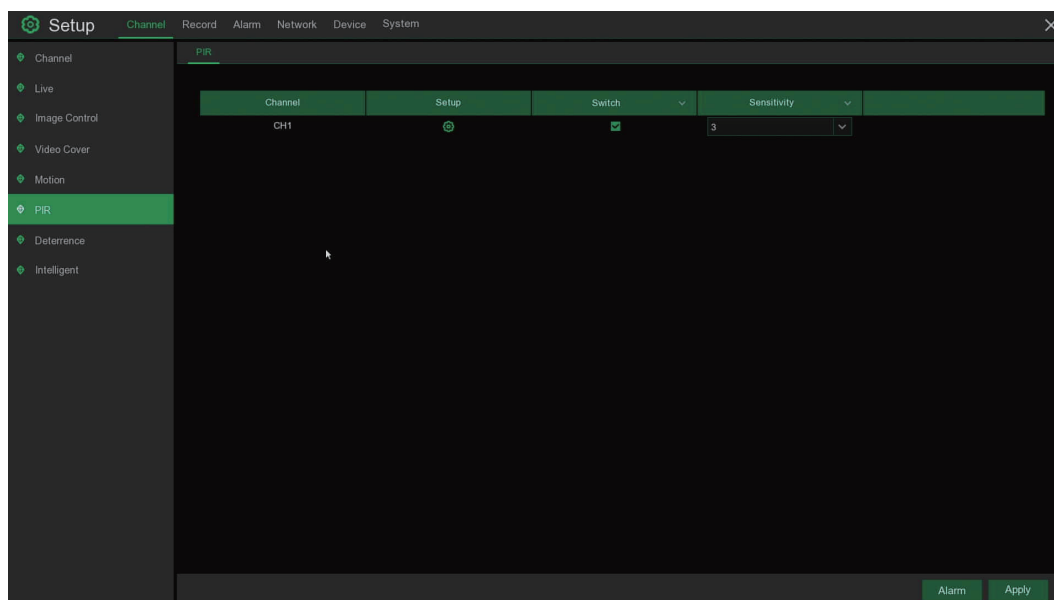 Setup Channel Record Alarm Network Device System
Channel
Live
Image Control
Video Cover
Motion
PIR
Deterrence
Intelligent
PIR
Channel Setup Switch Sensitivity
CH1 3
Alarm Apply